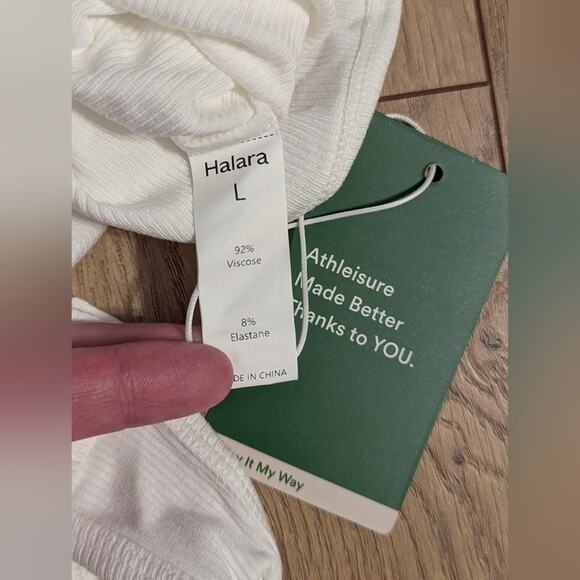 Halara
L
92%
Viscose
8%
Elastane
DE IN CHINA
Athleisure
Made Better
Thanks to YOU.
It My Way